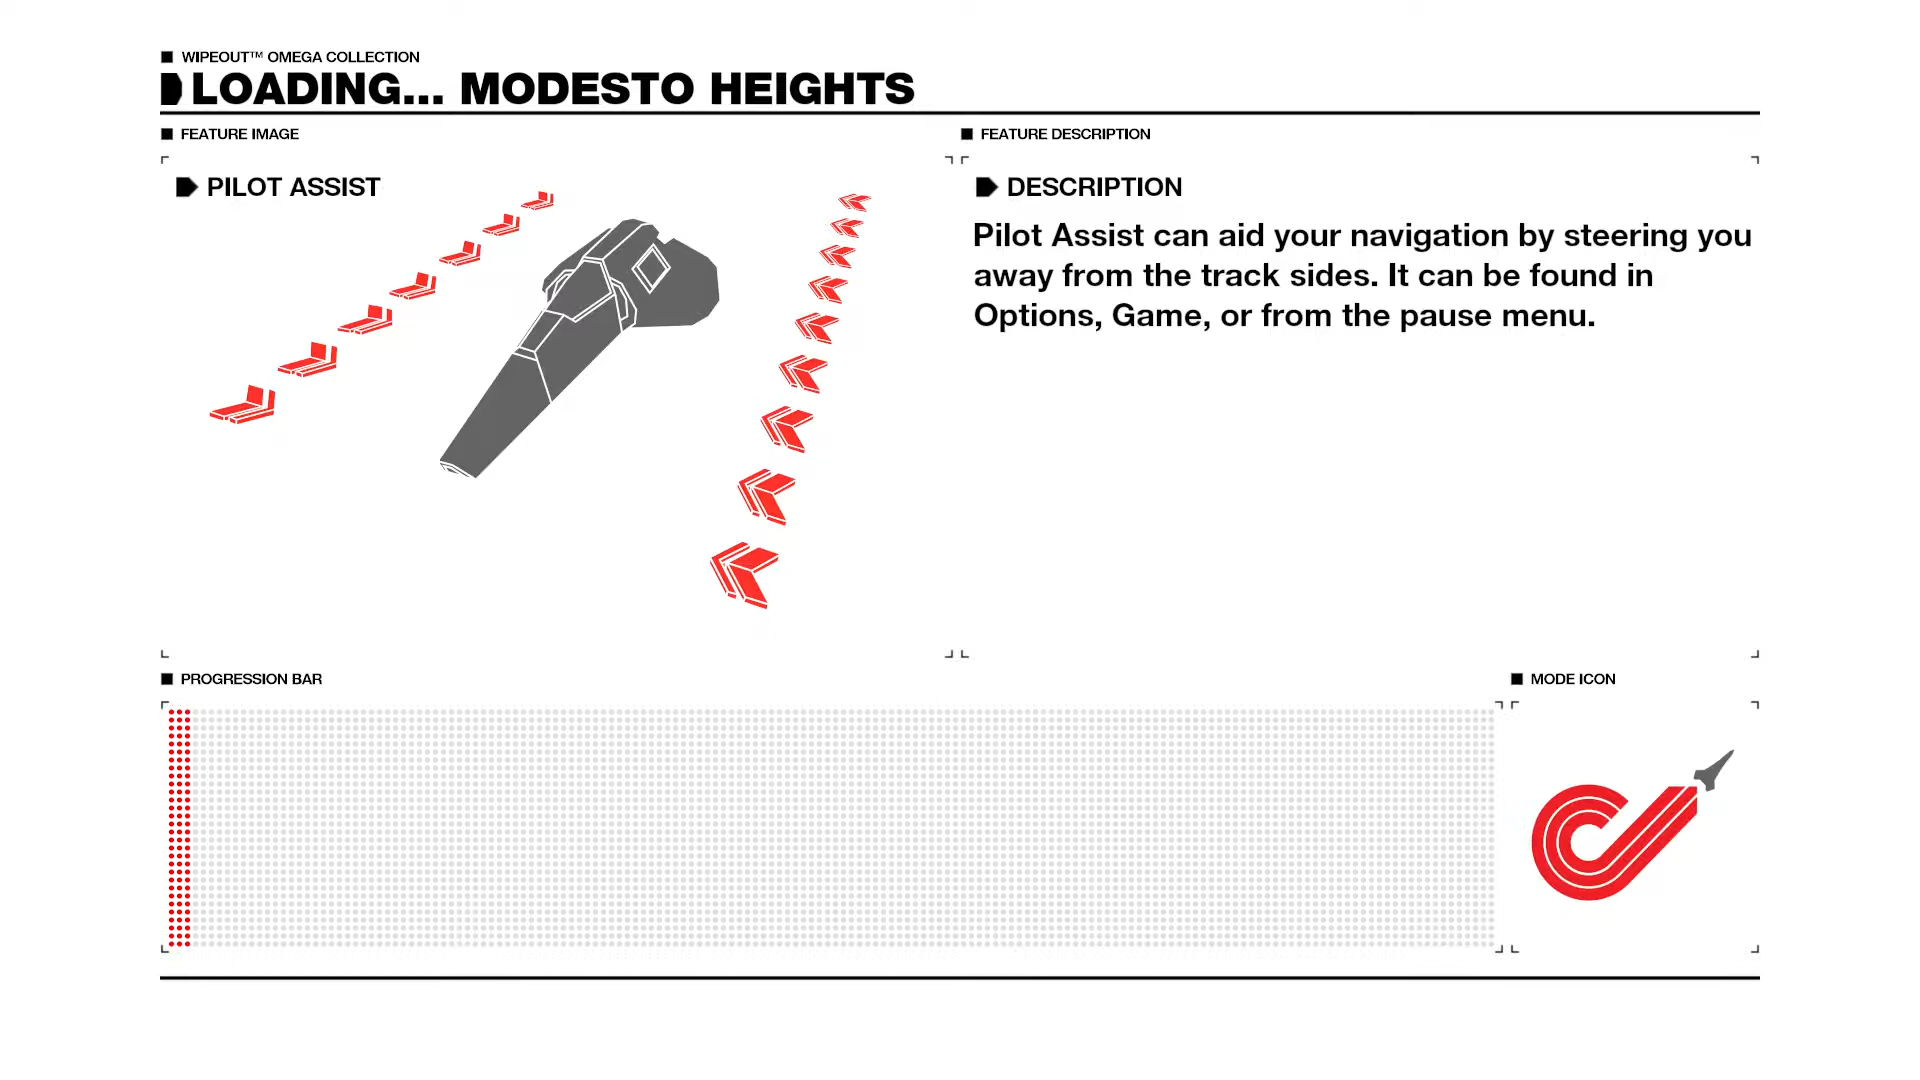 WIPEOUT™ OMEGA COLLECTION
LOADING... MODESTO HEIGHTS
FEATURE IMAGE
PILOT ASSIST
FEATURE DESCRIPTION
DESCRIPTION
Pilot Assist can aid your navigation by steering you
away from the track sides. It can be found in
Options, Game, or from the pause menu.
PROGRESSION BAR
MODE ICON